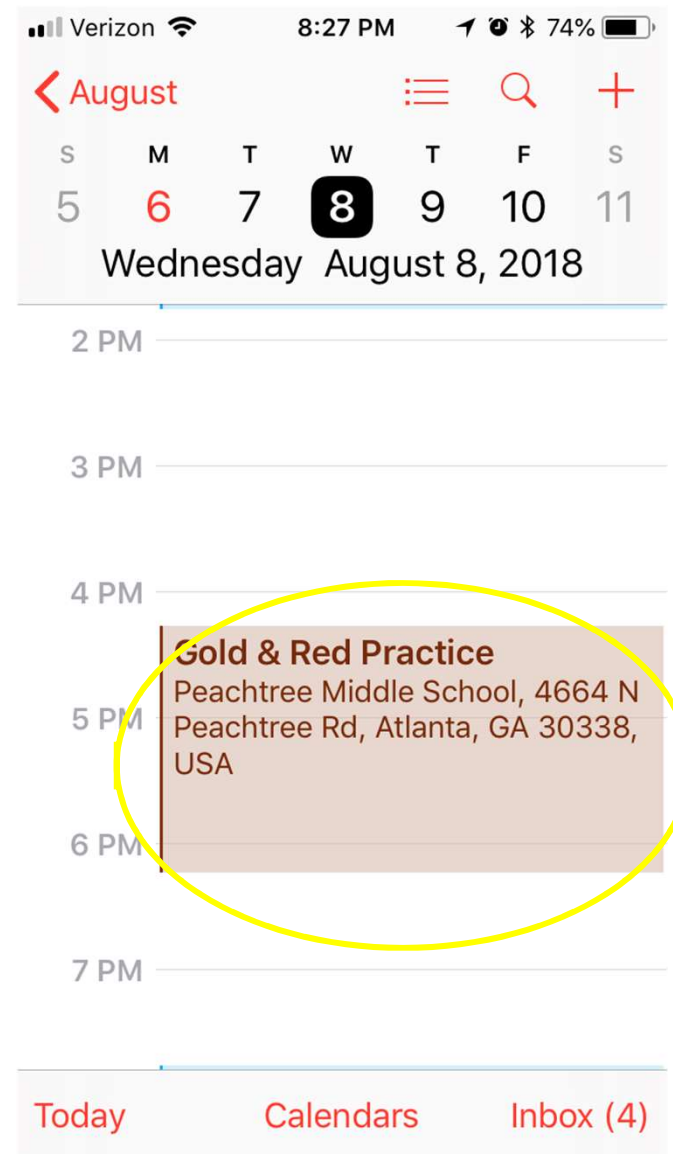 Verizon 8:27 PM 74%
August
S M T W T F S
5 6 7 8 9 10 11
Wednesday August 8, 2018
2 PM
3 PM
4 PM
Gold & Red Practice
Peachtree Middle School, 4664 N
5 PM Peachtree Rd, Atlanta, GA 30338,
USA
6 PM
7 PM
Today Calendars Inbox (4)